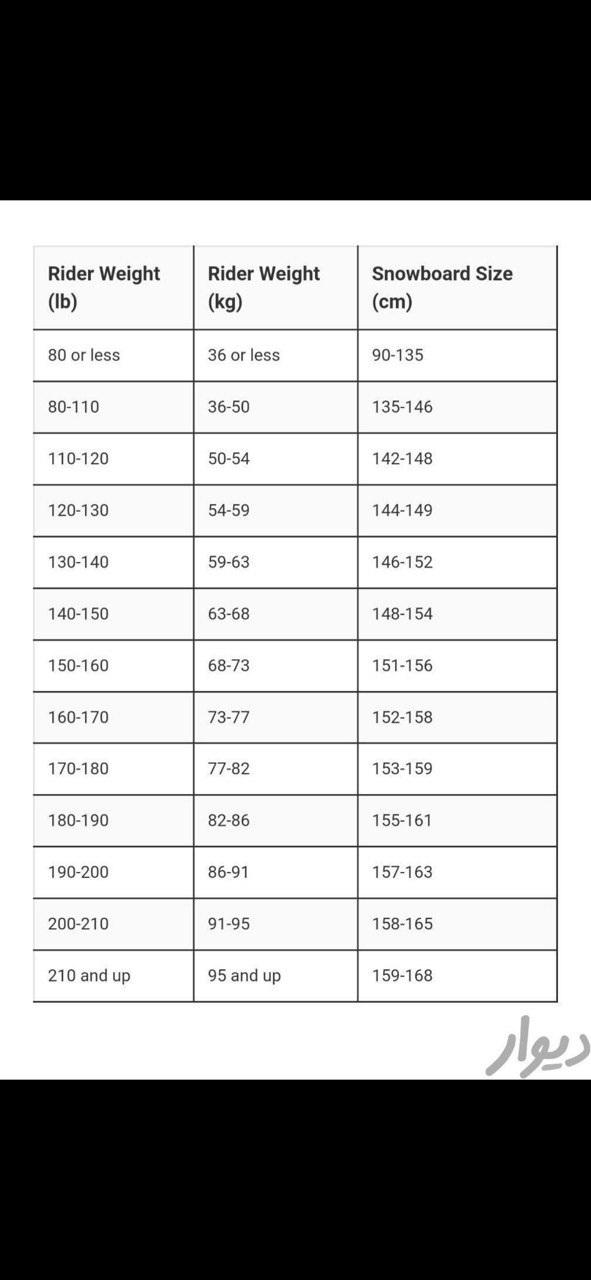 Rider Weight (lb) Rider Weight (kg) Snowboard Size (cm)
80 or less 36 or less 90-135
80-110 36-50 135-146
110-120 50-54 142-148
120-130 54-59 144-149
130-140 59-63 146-152
140-150 63-68 148-154
150-160 68-73 151-156
160-170 73-77 152-158
170-180 77-82 153-159
180-190 82-86 155-161
190-200 86-91 157-163
200-210 91-95 158-165
210 and up 95 and up 159-168
دیوار